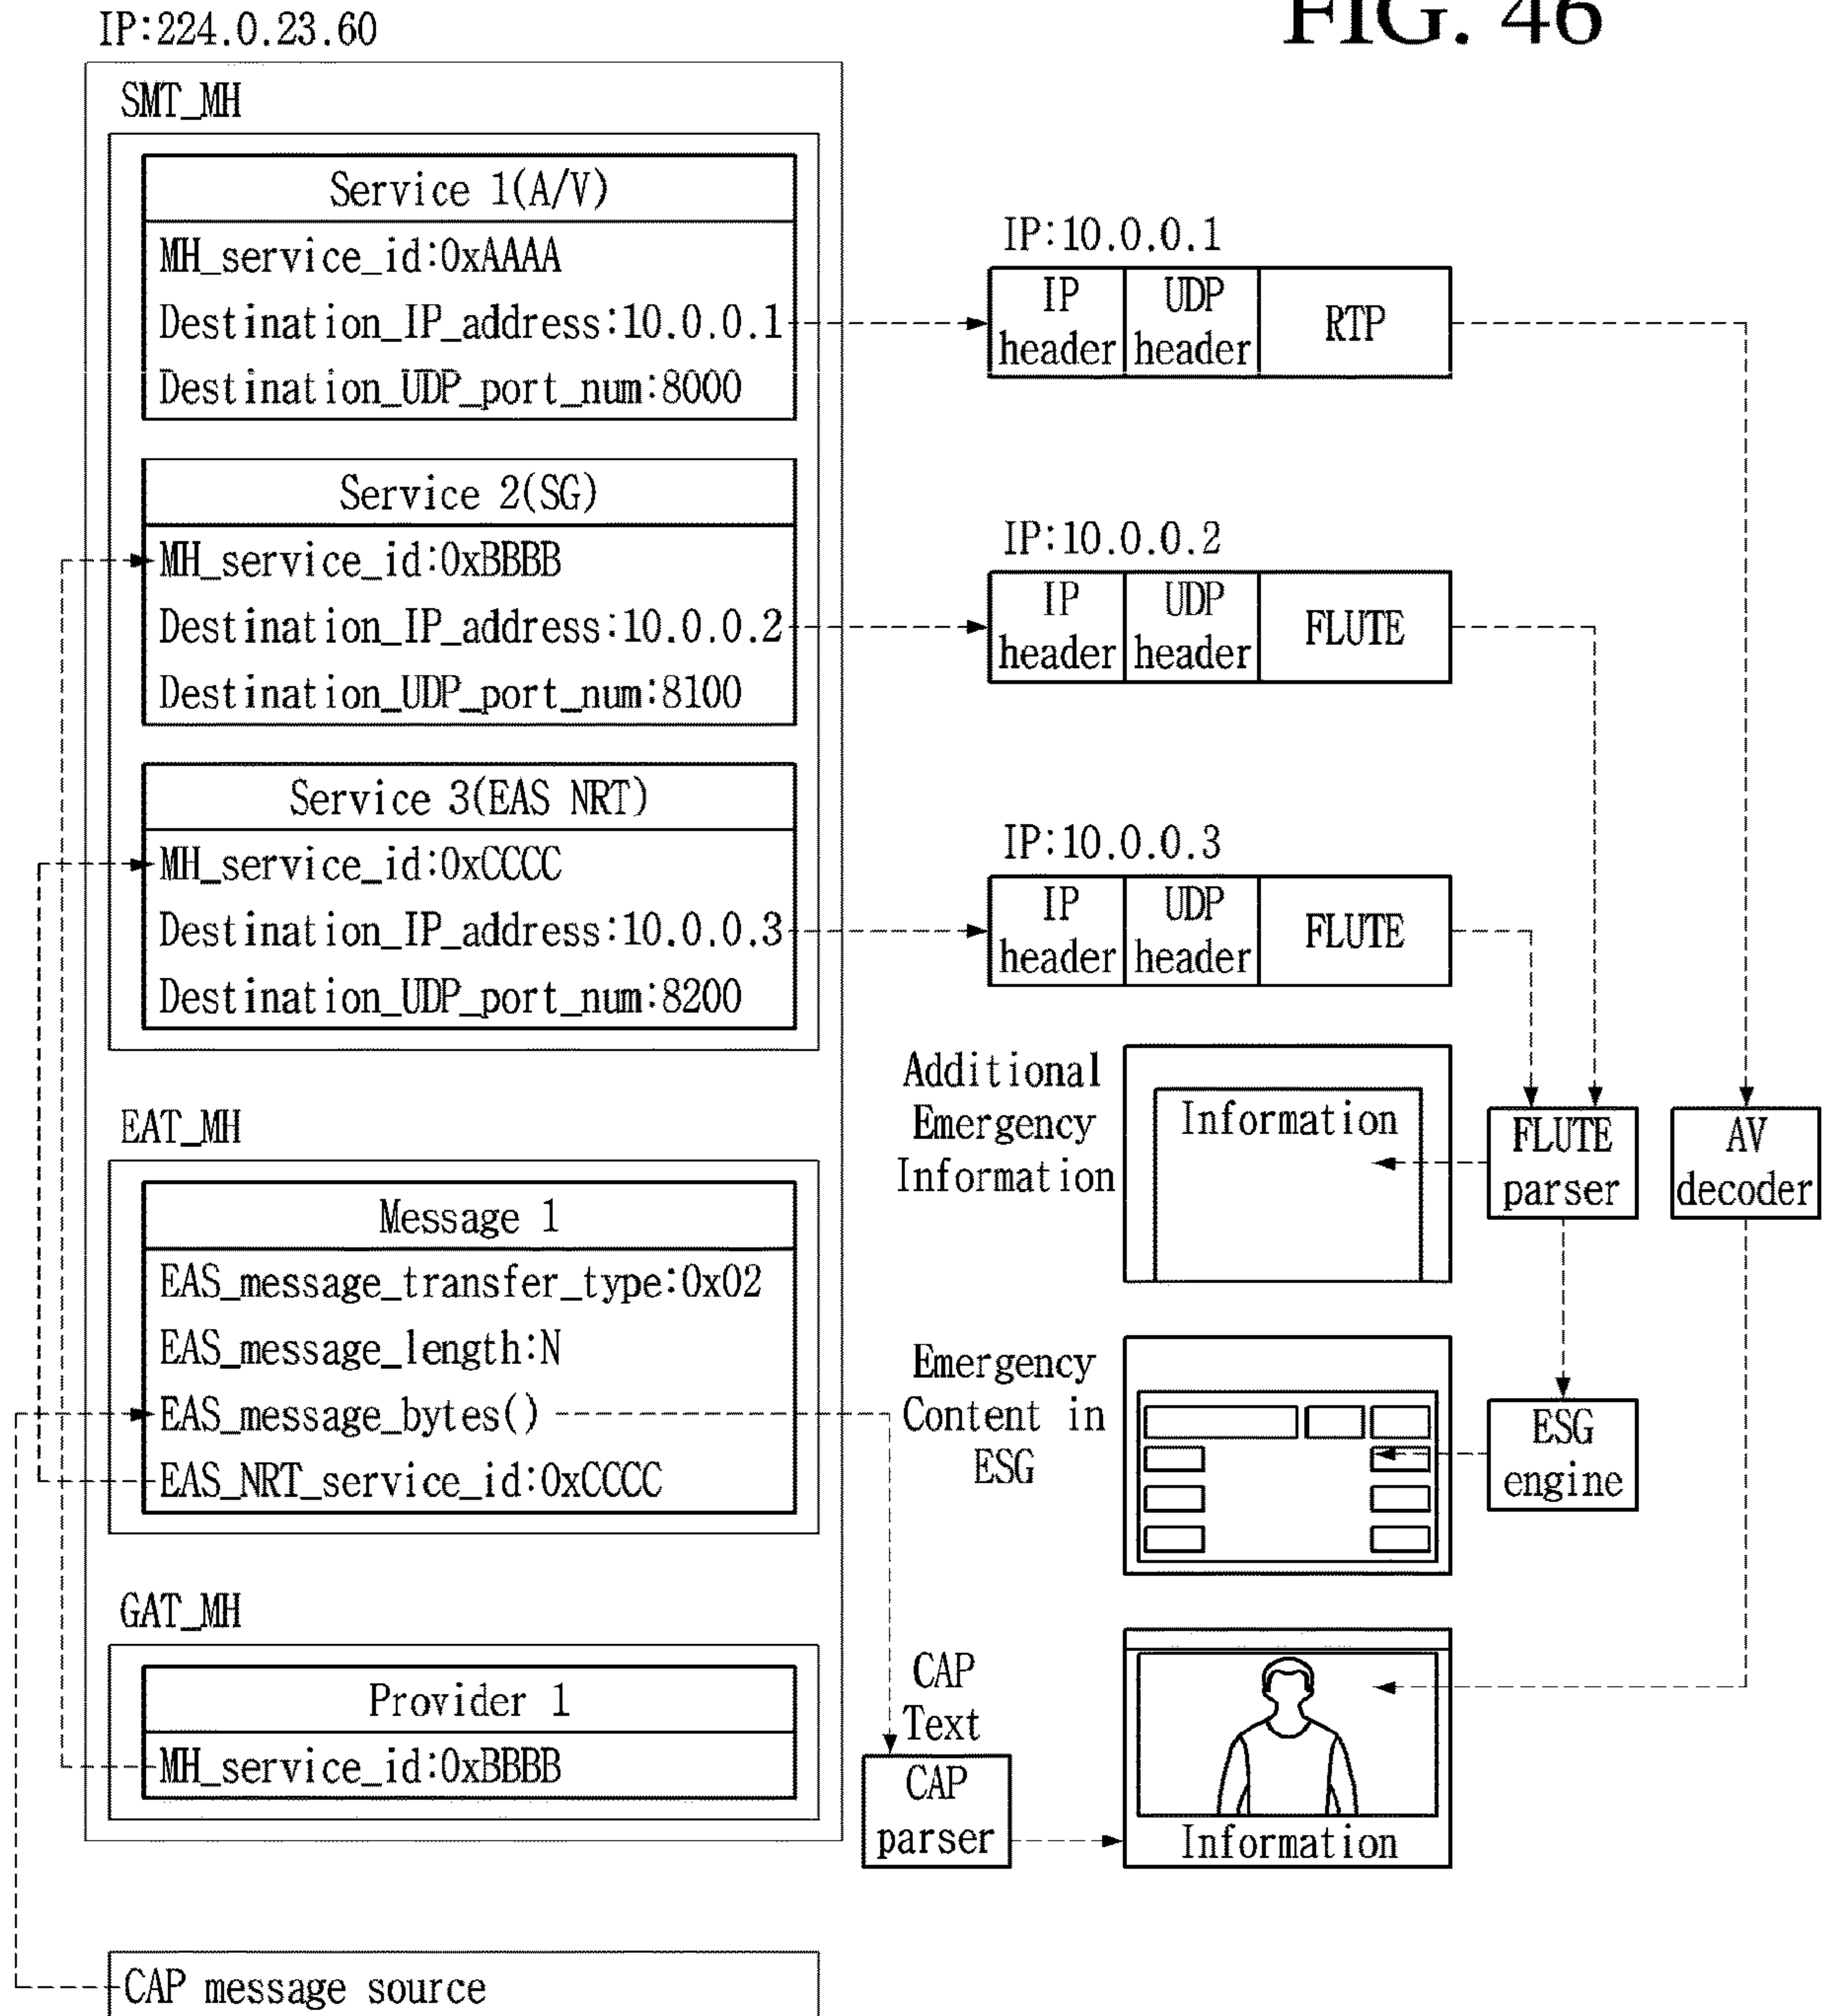 FIG. 46
IP:224.0.23.60
SMT_MH
Service 1(A/V)
MH_service_id:0xAAAA
Destination_IP_address:10.0.0.1
Destination_UDP_port_num:8000
Service 2(SG)
MH_service_id:0xBBBB
Destination_IP_address:10.0.0.2
Destination_UDP_port_num:8100
Service 3(EAS NRT)
MH_service_id:0xCCCC
Destination_IP_address:10.0.0.3
Destination_UDP_port_num:8200
EAT_MH
Message 1
EAS_message_transfer_type:0x02
EAS_message_length:N
EAS_message_bytes()
EAS_NRT_service_id:0xCCCC
GAT_MH
Provider 1
MH_service_id:0xBBBB
CAP message source
IP:10.0.0.1
IP
header
UDP
header
RTP
IP:10.0.0.2
IP
header
UDP
header
FLUTE
IP:10.0.0.3
IP
header
UDP
header
FLUTE
Additional
Emergency
Information
Information
FLUTE
parser
AV
decoder
Emergency
Content in
ESG
ESG
engine
CAP
Text
CAP
parser
Information